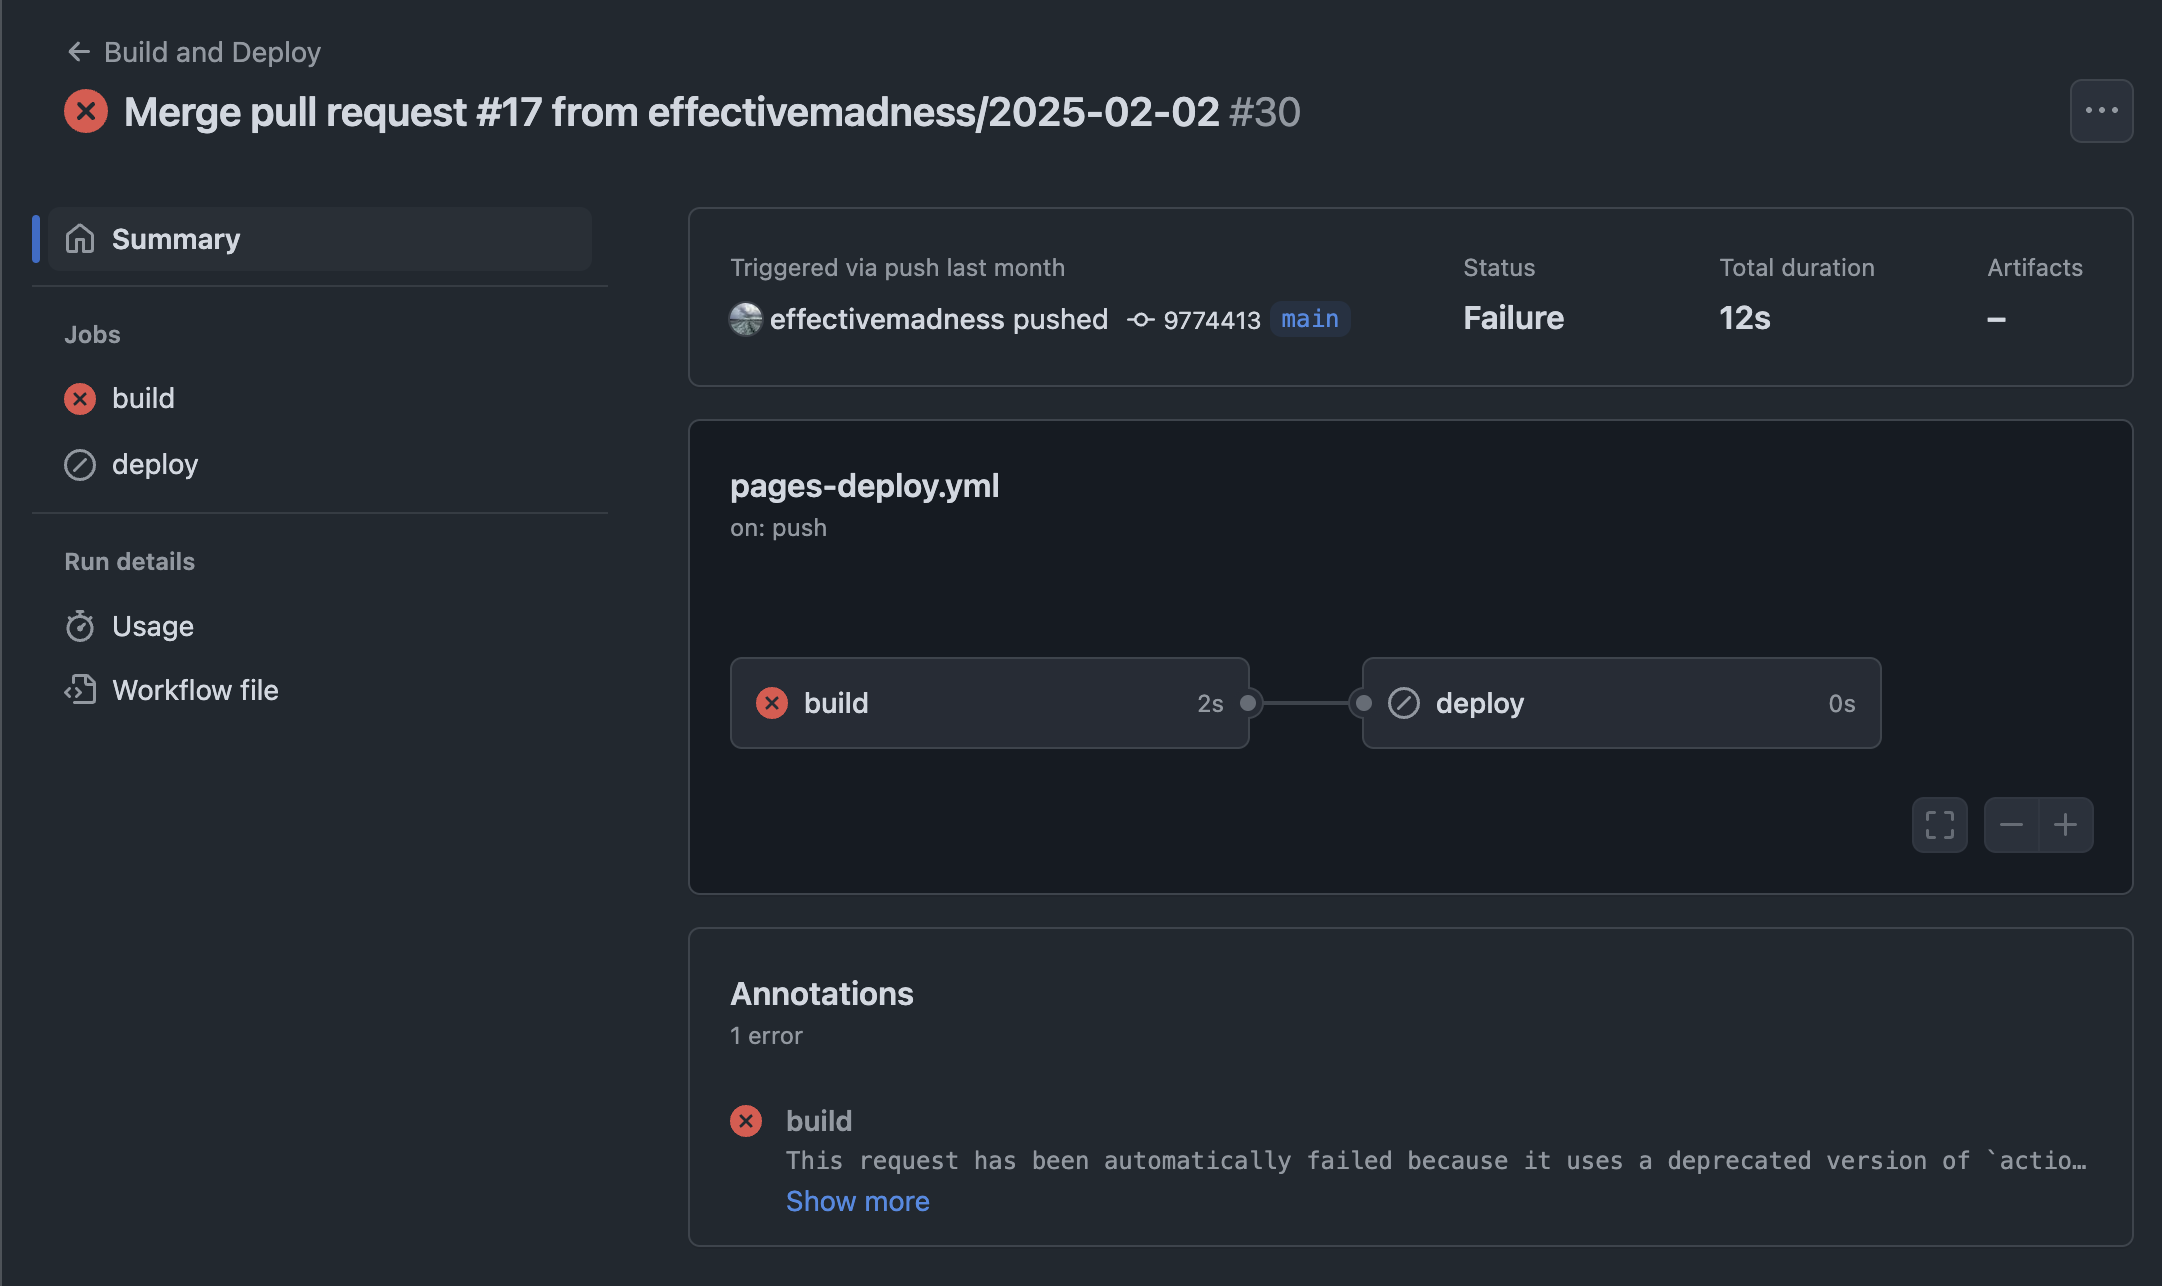 Build and Deploy
Merge pull request #17 from effectivemadness/2025-02-02 #30
Summary
Jobs
build
deploy
Run details
Usage
Workflow file
Triggered via push last month
effectivemadness pushed 9774413 main
Status
Failure
Total duration
12s
Artifacts
–
pages-deploy.yml
on: push
build 2s
deploy 0s
Annotations
1 error
build
This request has been automatically failed because it uses a deprecated version of `actio…
Show more